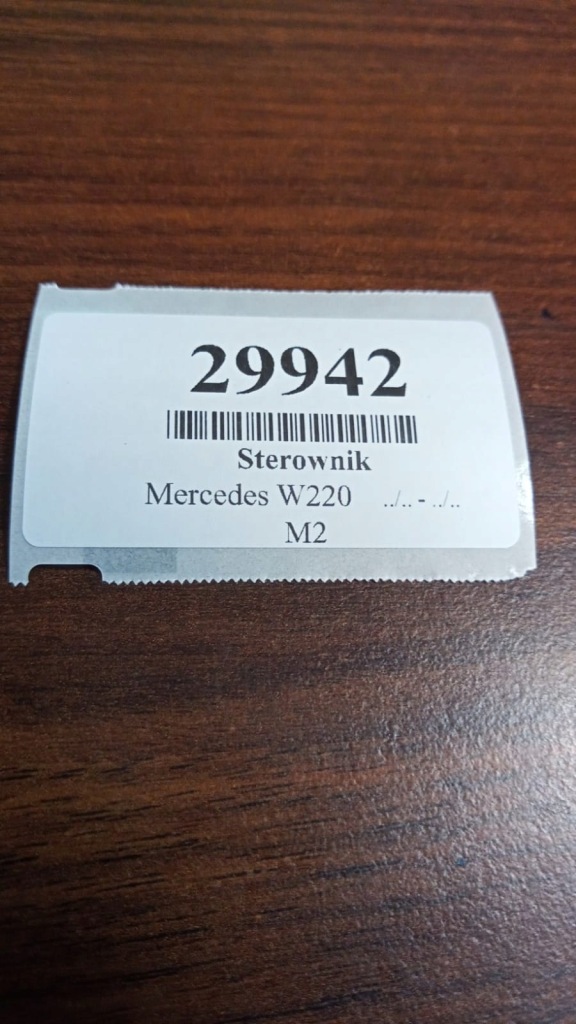 29942
Sterownik
Mercedes W220 ../.. - ../..
M2